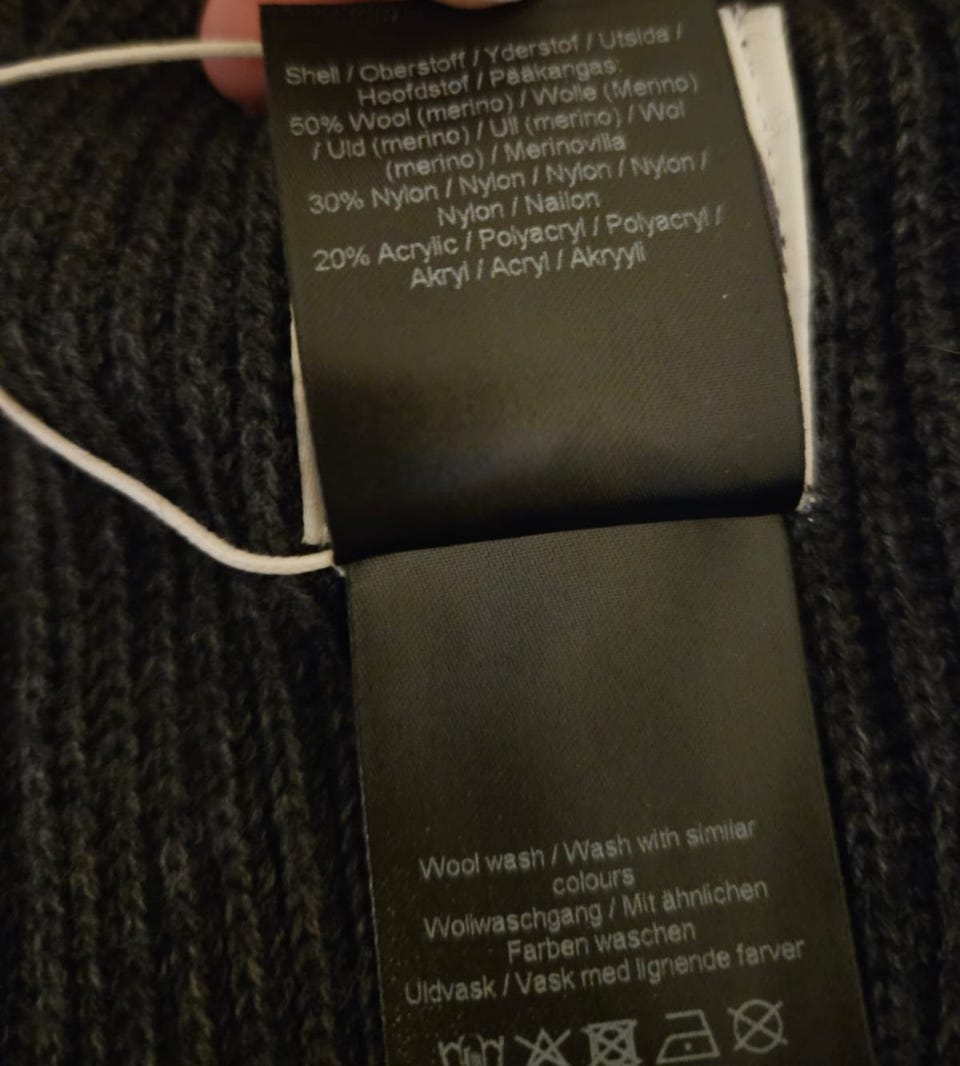 Shell / Oberstoff / Yderstof / Utsida /
Hoofdstof / Pääkangas:
50% Wool (merino) / Wolle (Merino)
/ Uld (merino) / Ull (merino) / Wol
(merino) / Merinovilla
30% Nylon / Nylon / Nylon / Nylon /
Nylon / Nailon
20% Acrylic / Polyacryl / Polyacryl /
Akryl / Acryl / Akryyli
Wool wash / Wash with similar
colours
Wollwaschgang / Mit ähnlichen
Farben waschen
Uldvask / Vask med lignende farver